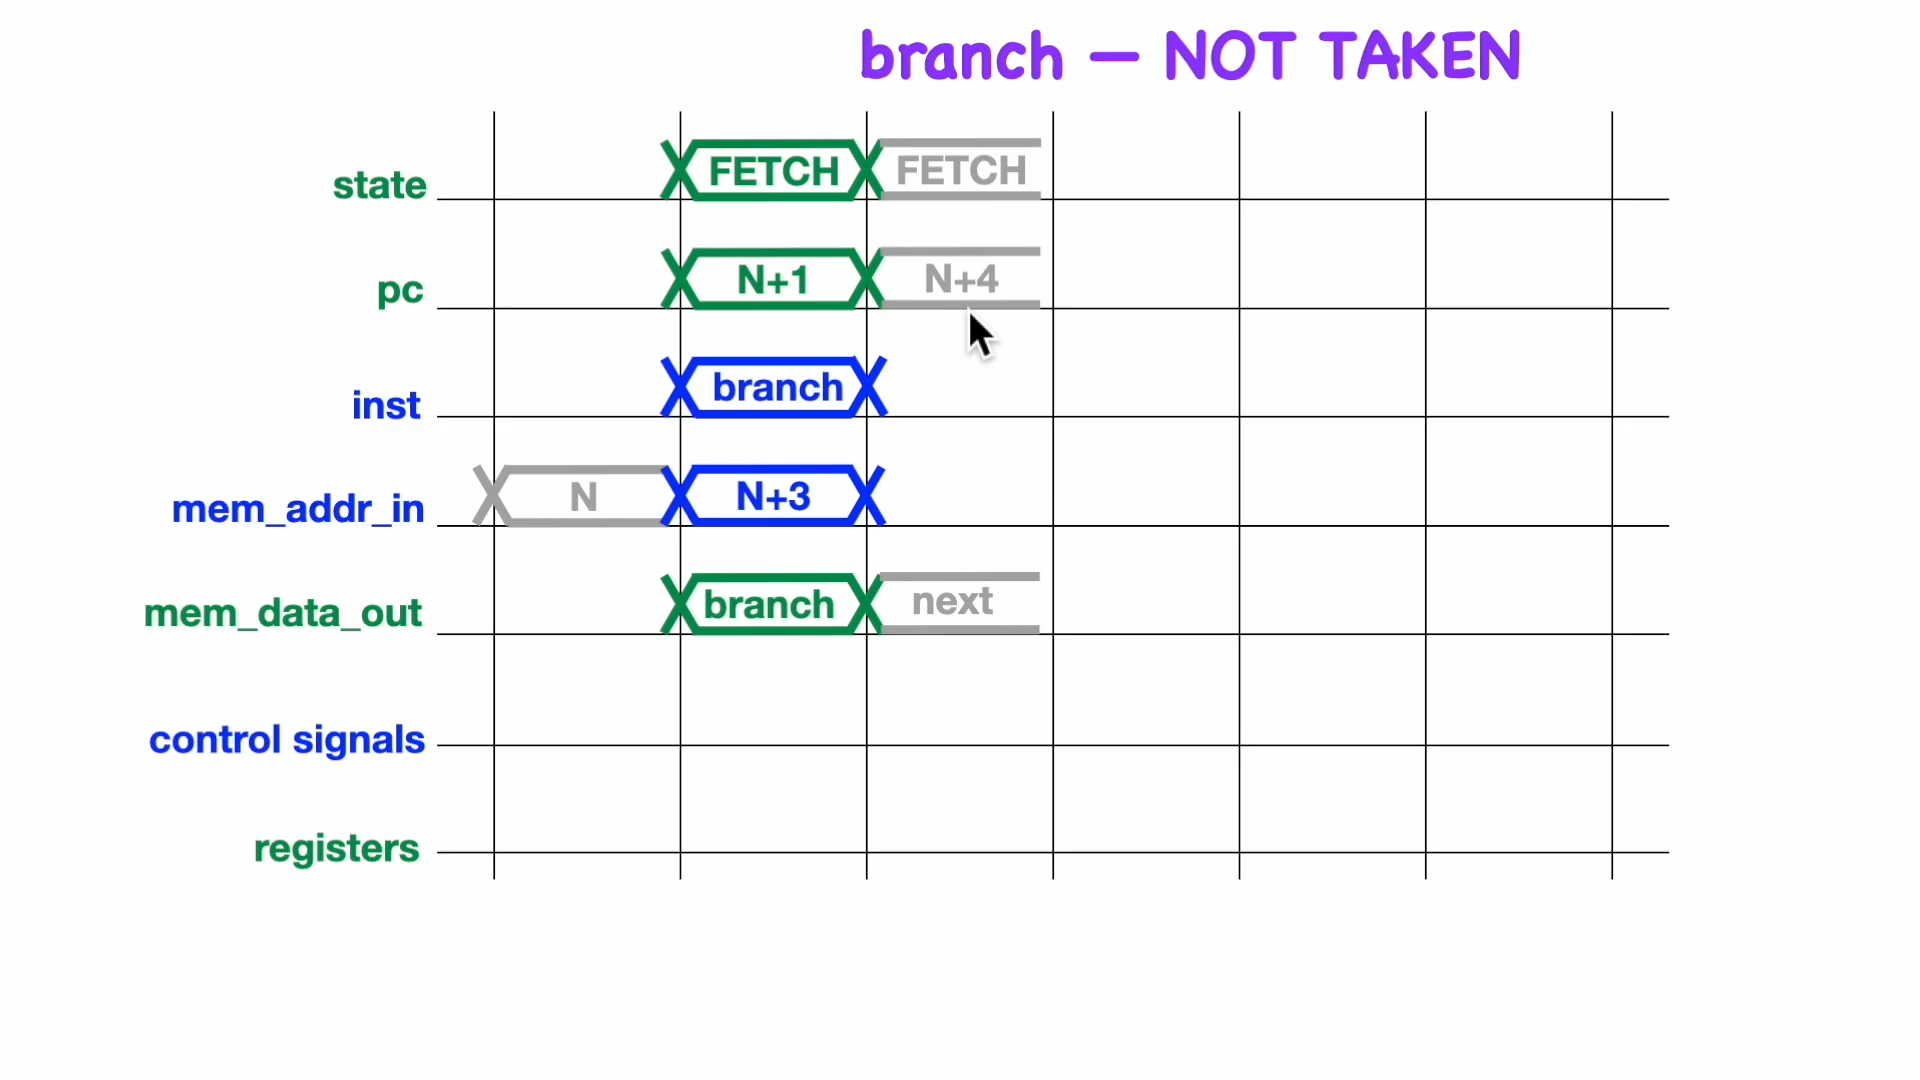 branch — NOT TAKEN
state FETCH FETCH
pc N+1 N+4
inst branch
mem_addr_in N N+3
mem_data_out branch next
control signals
registers